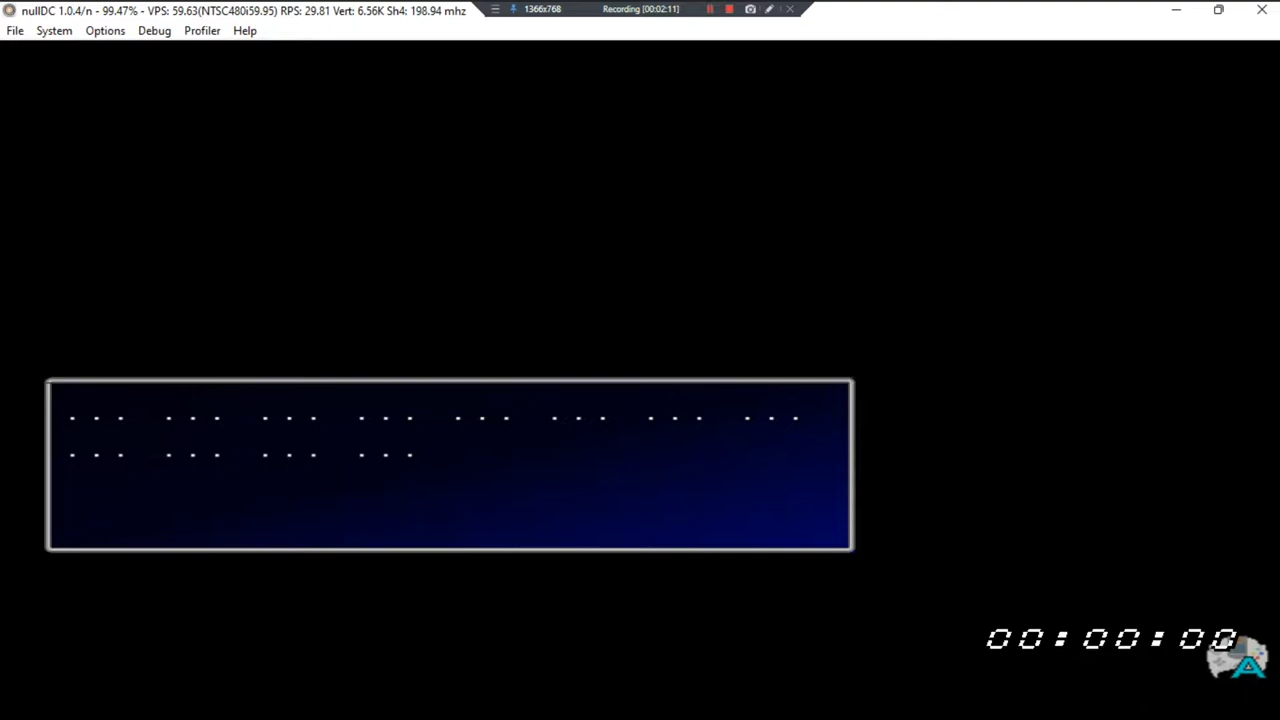 nullDC 1.0.4/n - 99.47% - VPS: 59.63(NTSC480i59.95) RPS: 29.81 Vert: 6.56K Sh4: 198.94 mhz
1366x768
Recording [00:02:11]
File System Options Debug Profiler Help
... ... ... ... ... ... ... ...
... ... ... ...
00:00:00
A